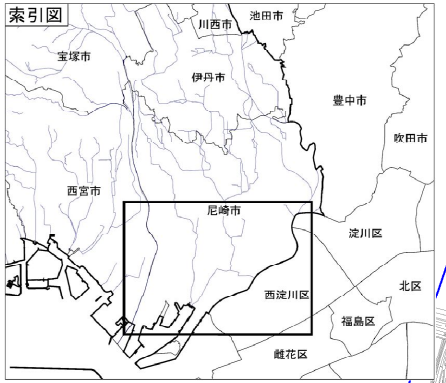 索引図
川西市
池田市
宝塚市
伊丹市
豊中市
吹田市
西宮市
尼崎市
淀川区
西淀川区
北区
福島区
雌花区